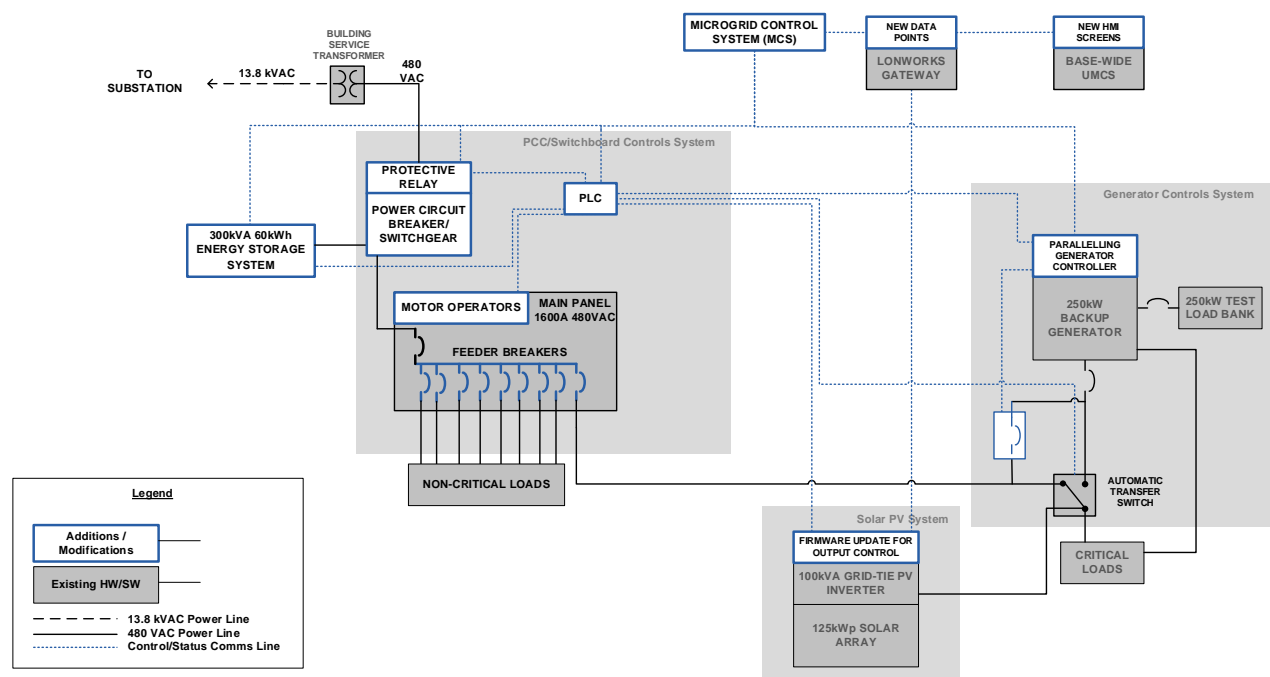 MICROGRID CONTROL
SYSTEM (MCS)
NEW DATA
POINTS
LONWORKS
GATEWAY
NEW HMI
SCREENS
BASE-WIDE
UMCS
BUILDING
SERVICE
TRANSFORMER
TO
SUBSTATION
13.8 kVAC
480
VAC
PCC/Switchboard Controls System
PROTECTIVE
RELAY
POWER CIRCUIT
BREAKER/
SWITCHGEAR
PLC
300kVA 60kWh
ENERGY STORAGE
SYSTEM
MOTOR OPERATORS
MAIN PANEL
1600A 480VAC
FEEDER BREAKERS
NON-CRITICAL LOADS
Generator Controls System
PARALLELLING
GENERATOR
CONTROLLER
250kW
BACKUP
GENERATOR
250kW TEST
LOAD BANK
AUTOMATIC
TRANSFER
SWITCH
CRITICAL
LOADS
Solar PV System
FIRMWARE UPDATE FOR
OUTPUT CONTROL
100kVA GRID-TIE PV
INVERTER
125kWp SOLAR
ARRAY
Legend
Additions /
Modifications
Existing HW/SW
13.8 kVAC Power Line
480 VAC Power Line
Control/Status Comms Line